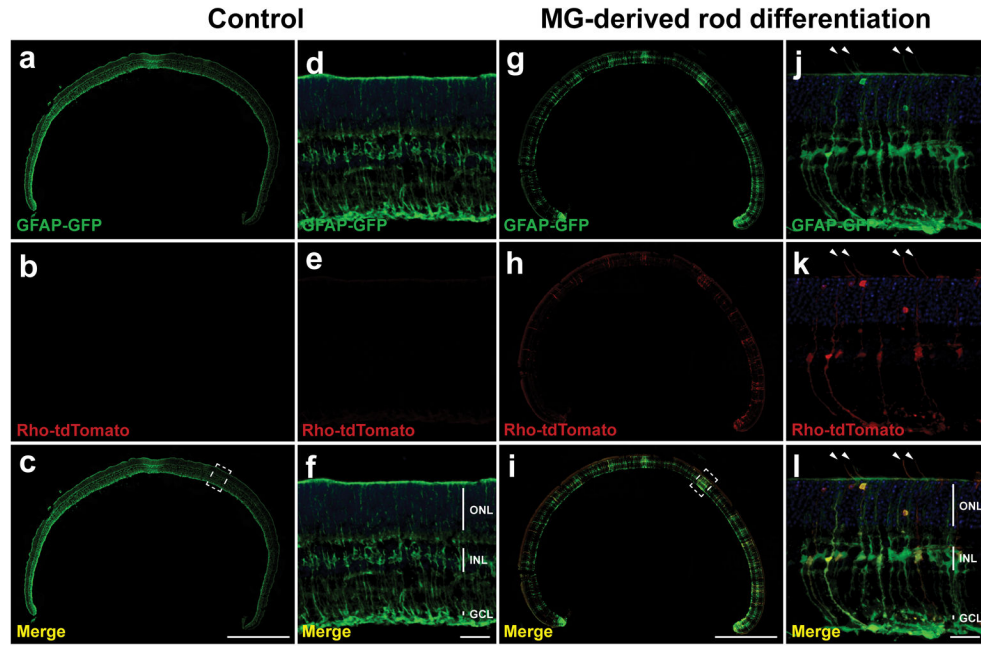 Control
MG-derived rod differentiation
a
GFAP-GFP
d
GFAP-GFP
g
GFAP-GFP
j
GFAP-GFP
b
Rho-tdTomato
e
Rho-tdTomato
h
Rho-tdTomato
k
Rho-tdTomato
c
Merge
f
ONL
INL
GCL
Merge
i
Merge
l
ONL
INL
GCL
Merge